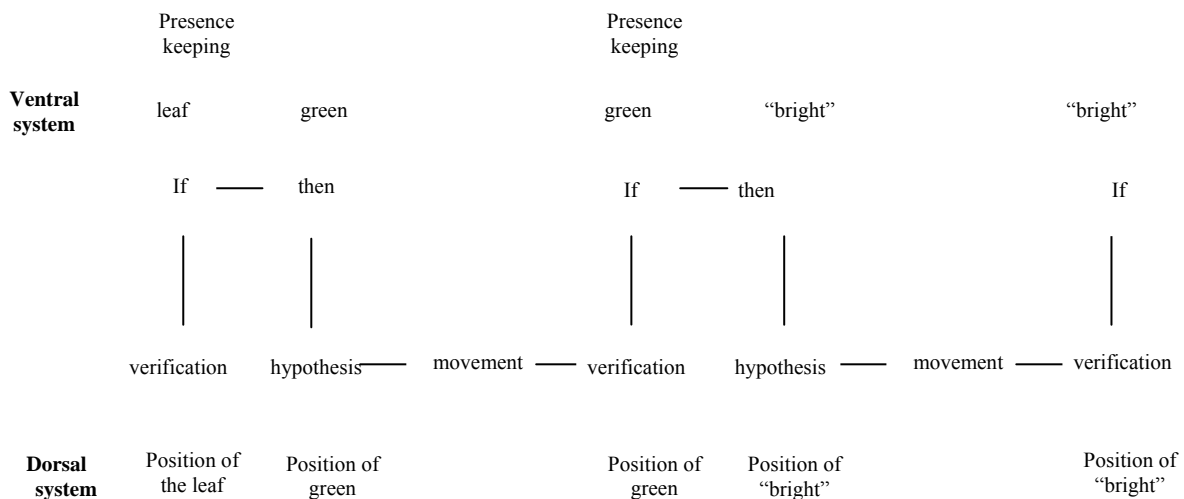 Presence keeping Presence keeping
Ventral system leaf green green “bright” “bright”
If then If then If
verification hypothesis movement verification hypothesis movement verification
Dorsal system Position of the leaf Position of green Position of green Position of “bright” Position of “bright”